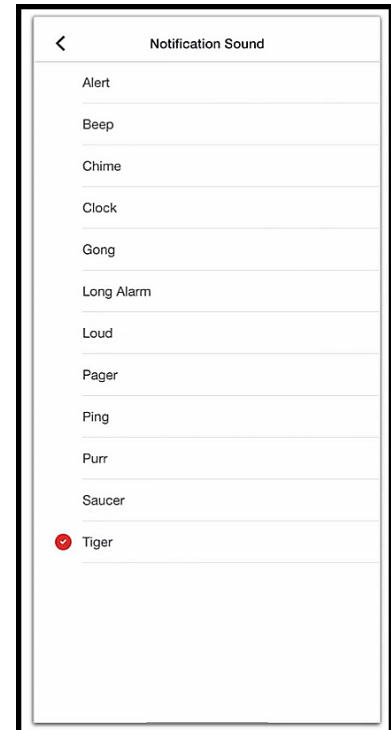 Notification Sound
Alert
Beep
Chime
Clock
Gong
Long Alarm
Loud
Pager
Ping
Purr
Saucer
Tiger